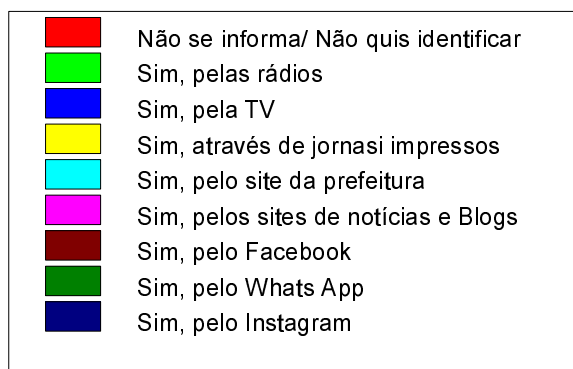 Não se informa/ Não quis identificar
Sim, pelas rádios
Sim, pela TV
Sim, através de jornasi impressos
Sim, pelo site da prefeitura
Sim, pelos sites de notícias e Blogs
Sim, pelo Facebook
Sim, pelo Whats App
Sim, pelo Instagram